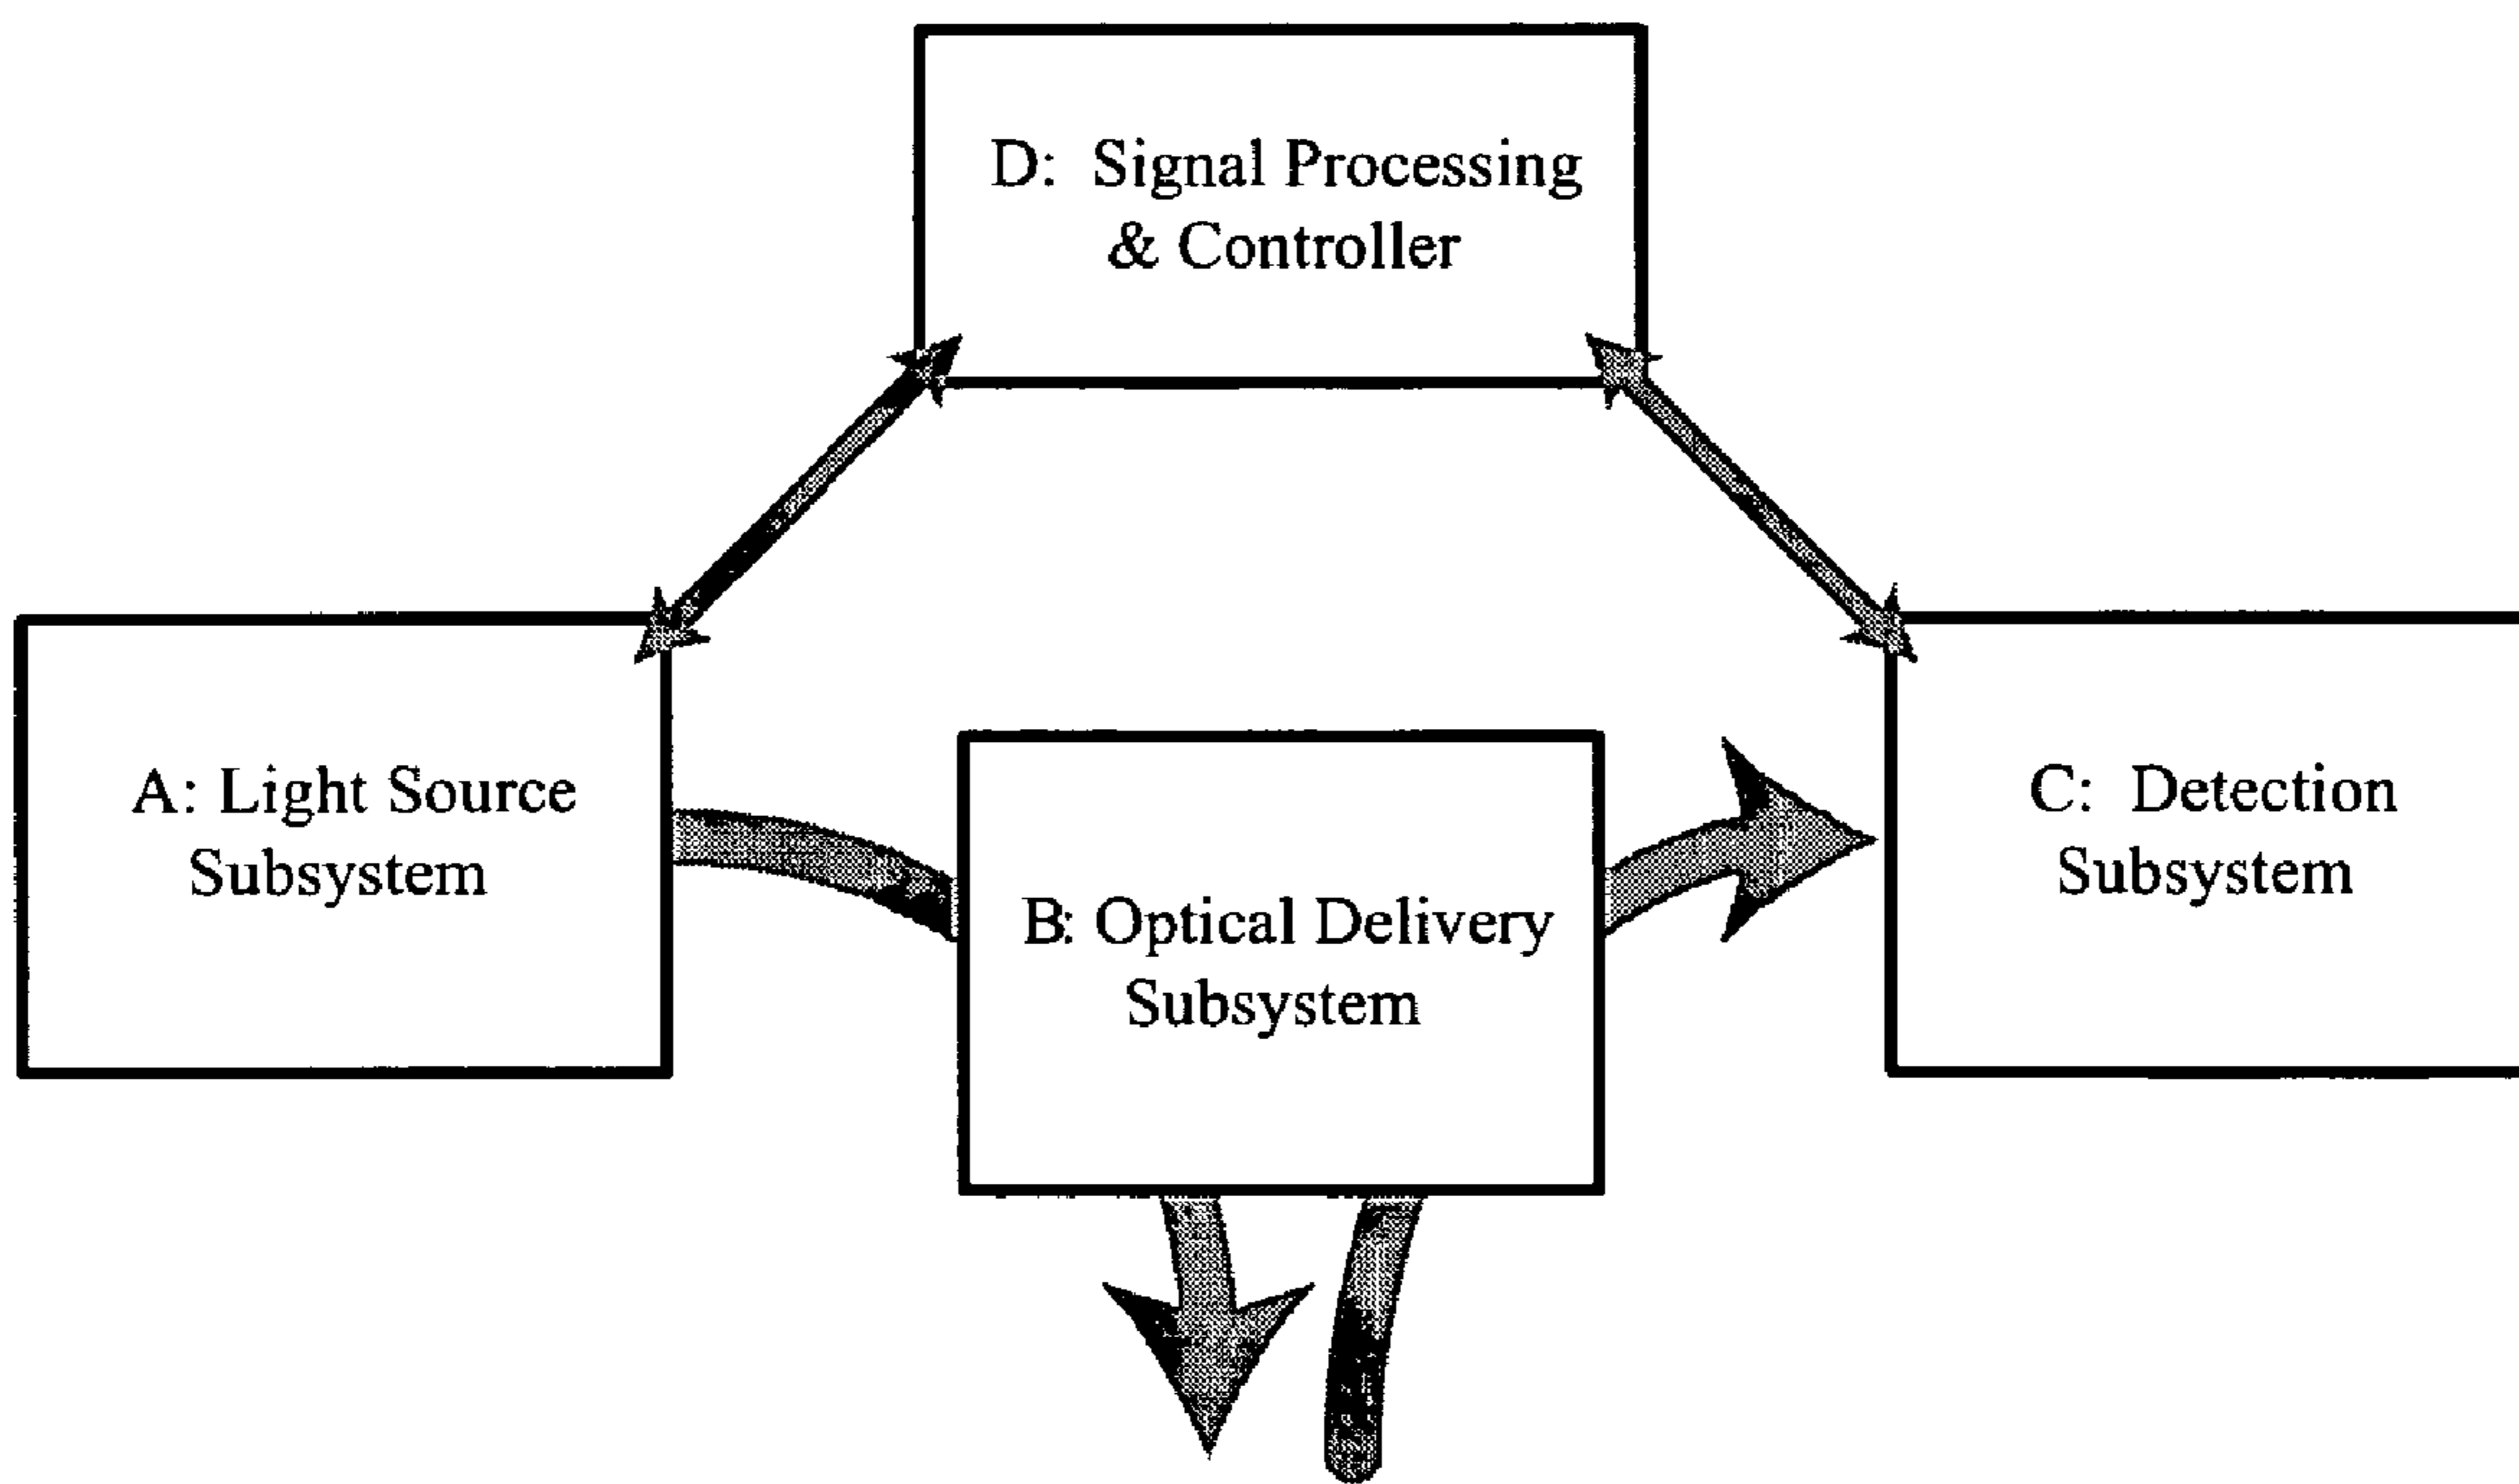 D: Signal Processing
& Controller
A: Light Source
Subsystem
B: Optical Delivery
Subsystem
C: Detection
Subsystem